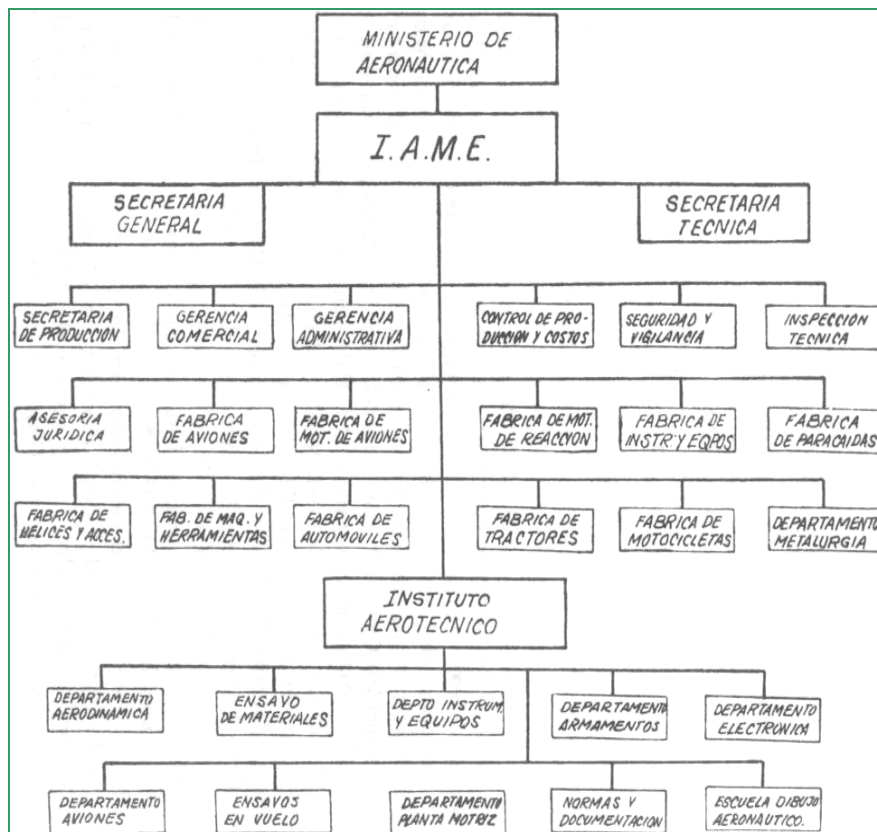 MINISTERIO DE
AERONAUTICA
I.A.M.E.
SECRETARIA
GENERAL
SECRETARIA
TECNICA
SECRETARIA
DE PRODUCCION
GERENCIA
COMERCIAL
GERENCIA
ADMINISTRATIVA
CONTROL DE PRO-
DUCCION Y COSTOS
SEGURIDAD Y
VIGILANCIA
INSPECCION
TECNICA
ASESORIA
JURIDICA
FABRICA
DE AVIONES
FABRICA DE
MOT. DE AVIONES
FABRICA DE MOT.
DE REACCION
FABRICA DE
INSTR Y EQPOS
FABRICA
DE PARACAIDAS
FABRICA DE
HELICES Y ACCES.
FAB. DE MAQ. Y
HERRAMIENTAS
FABRICA DE
AUTOMOVILES
FABRICA DE
TRACTORES
FABRICA DE
MOTOCICLETAS
DEPARTAMENTO
METALURGIA
INSTITUTO
AEROTECNICO
DEPARTAMENTO
AERODINAMICA
ENSAYO
DE MATERIALES
DEPTO INSTRUM.
Y EQUIPOS
DEPARTAMENTO
ARMAMENTOS
DEPARTAMENTO
ELECTRONICA
DEPARTAMENTO
AVIONES
ENSAYOS
EN VUELO
DEPARTAMENTO
PLANTA MOTRIZ
NORMAS Y
DOCUMENTACION
ESCUELA DIBUJO
AERONAUTICO.